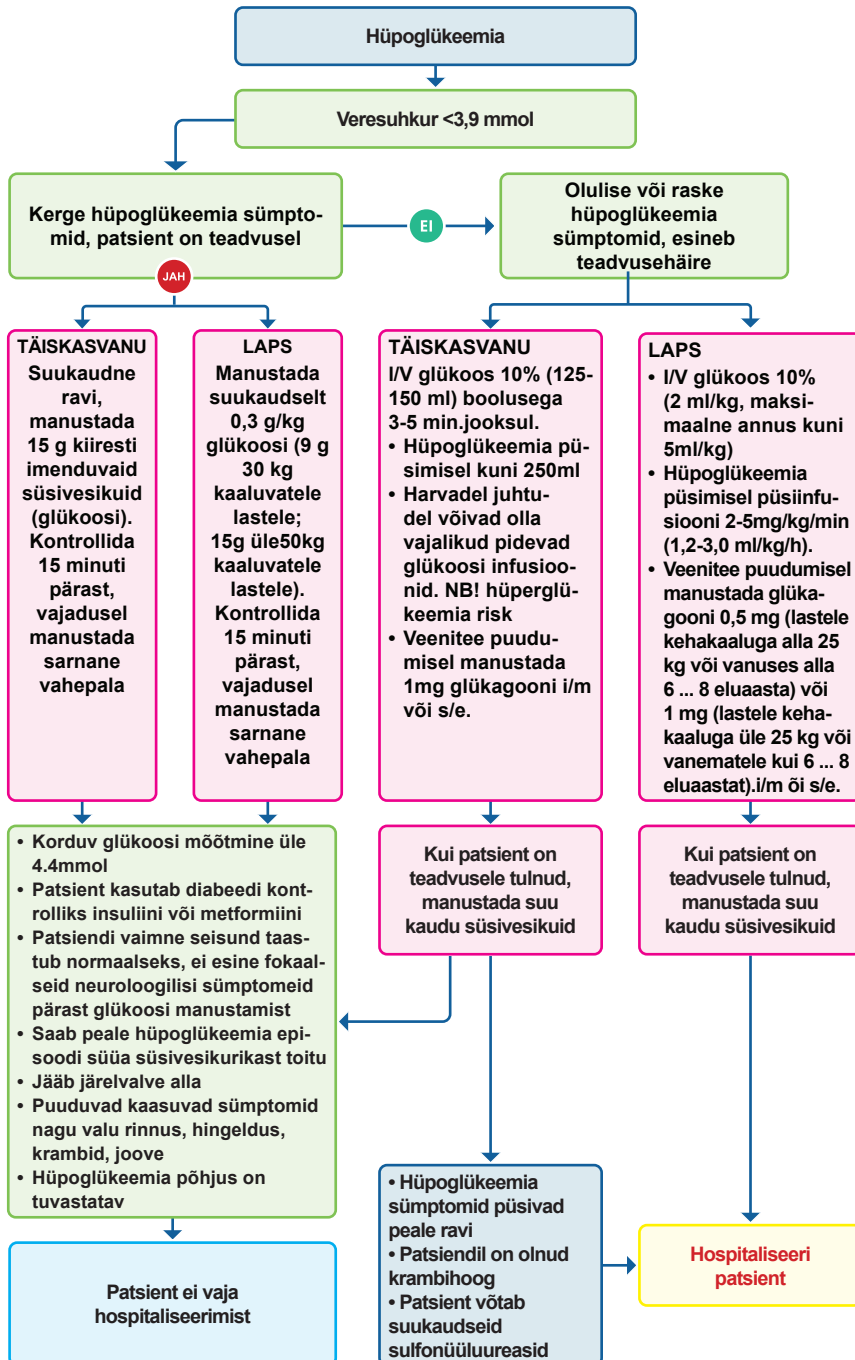 Hüpoglükeemia
Veresuhkur <3,9 mmol
Kerge hüpoglükeemia sümpto-
mid, patsient on teadvusel
EI
Olulise või raske
hüpoglükeemia
sümptomid, esineb
teadvusehäire
JAH
TÄISKASVANU
Suukaudne
ravi,
manustada
15 g kiiresti
imenduvaid
süsivesikuid
(glükoosi).
Kontrollida
15 minuti
pärast,
vajadusel
manustada
sarnane
vahepala
LAPS
Manustada
suukaudselt
0,3 g/kg
glükoosi (9 g
30 kg
kaaluvatele
lastele;
15g üle50kg
kaaluvatele
lastele).
Kontrollida
15 minuti
pärast,
vajadusel
manustada
sarnane
vahepala
TÄISKASVANU
I/V glükoos 10% (125-
150 ml) boolusega
3-5 min.jooksul.
• Hüpoglükeemia pü-
simisel kuni 250ml
• Harvadel juhtu-
del võivad olla
vajalikud pidevad
glükoosi infusioo-
nid. NB! hüperglü-
keemia risk
• Veenitee puudu-
misel manustada
1mg glükagooni i/m
või s/e.
LAPS
• I/V glükoos 10%
(2 ml/kg, maksi-
maalne annus kuni
5ml/kg)
• Hüpoglükeemia
püsimisel püsiinfu-
siooni 2-5mg/kg/min
(1,2-3,0 ml/kg/h).
• Veenitee puudumisel
manustada glüka-
gooni 0,5 mg (lastele
kehakaaluga alla 25
kg või vanuses alla
6 ... 8 eluaasta) või
1 mg (lastele keha-
kaaluga üle 25 kg või
vanematele kui 6 ... 8
eluaastat).i/m õi s/e.
• Korduv glükoosi mõõtmine üle
4.4mmol
• Patsient kasutab diabeedi kont-
rolliks insuliini või metformiini
• Patsiendi vaimne seisund taas-
tub normaalseks, ei esine fokaal-
seid neuroloogilisi sümptomeid
pärast glükoosi manustamist
• Saab peale hüpoglükeemia epi-
soodi süüa süsivesikurikast toitu
• Jääb järelvalve alla
• Puuduvad kaasuvad sümptomid
nagu valu rinnus, hingeldus,
krambid, joove
• Hüpoglükeemia põhjus on
tuvastatav
Kui patsient on
teadvusele tulnud,
manustada suu
kaudu süsivesikuid
Kui patsient on
teadvusele tulnud,
manustada suu
kaudu süsivesikuid
Patsient ei vaja
hospitaliseerimist
• Hüpoglükeemia
sümptomid püsivad
peale ravi
• Patsiendil on olnud
krambihoog
• Patsient võtab
suukaudseid
sulfonüüluureasid
Hospitaliseeri
patsient